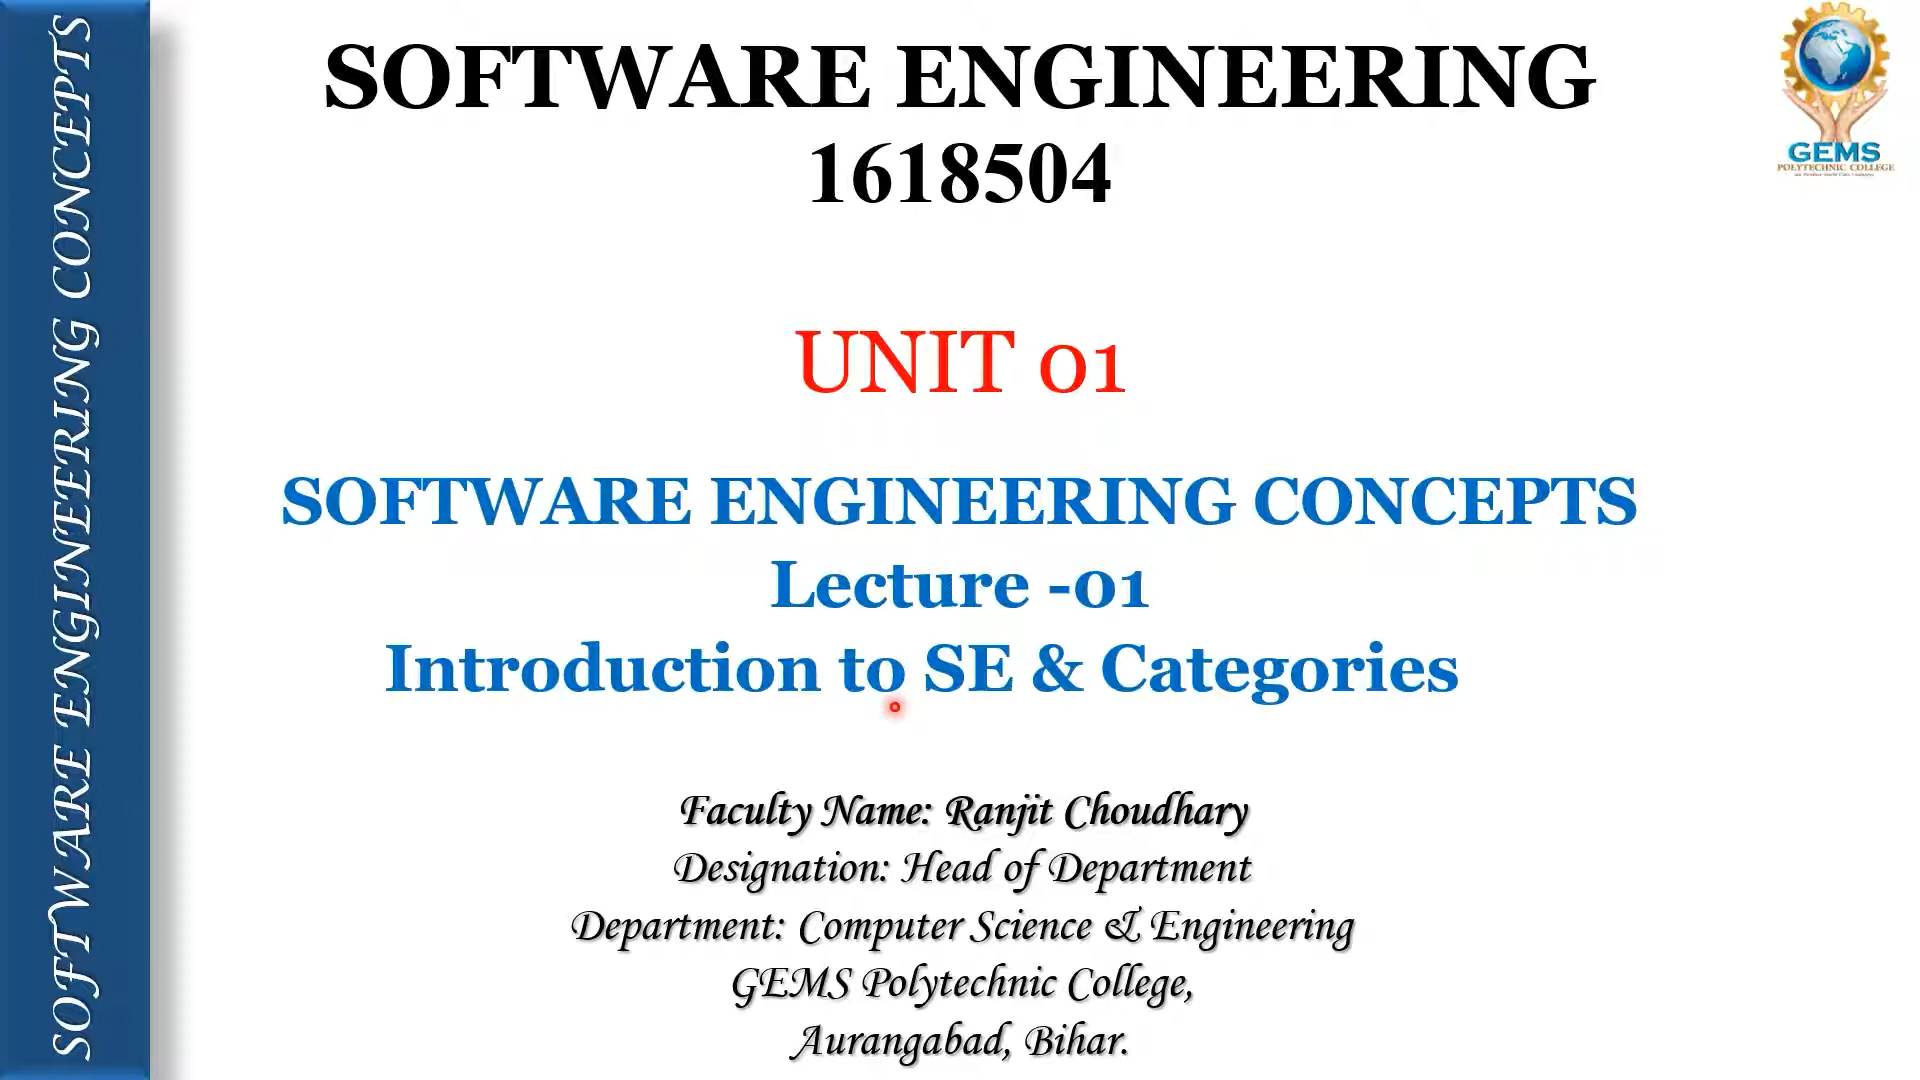 SOFTWARE ENGINEERING CONCEPTS
SOFTWARE ENGINEERING
1618504
GEMS
POLYTECHNIC COLLEGE
UNIT 01
SOFTWARE ENGINEERING CONCEPTS
Lecture -01
Introduction to SE & Categories
Faculty Name: Ranjit Choudhary
Designation: Head of Department
Department: Computer Science & Engineering
GEMS Polytechnic College,
Aurangabad, Bihar.